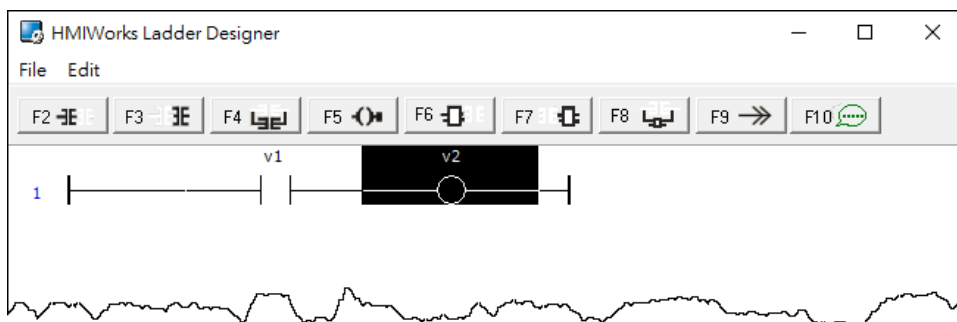 HMIWorks Ladder Designer
File Edit
F2 F3 F4 F5 F6 F7 F8 F9 F10
v1 v2
1